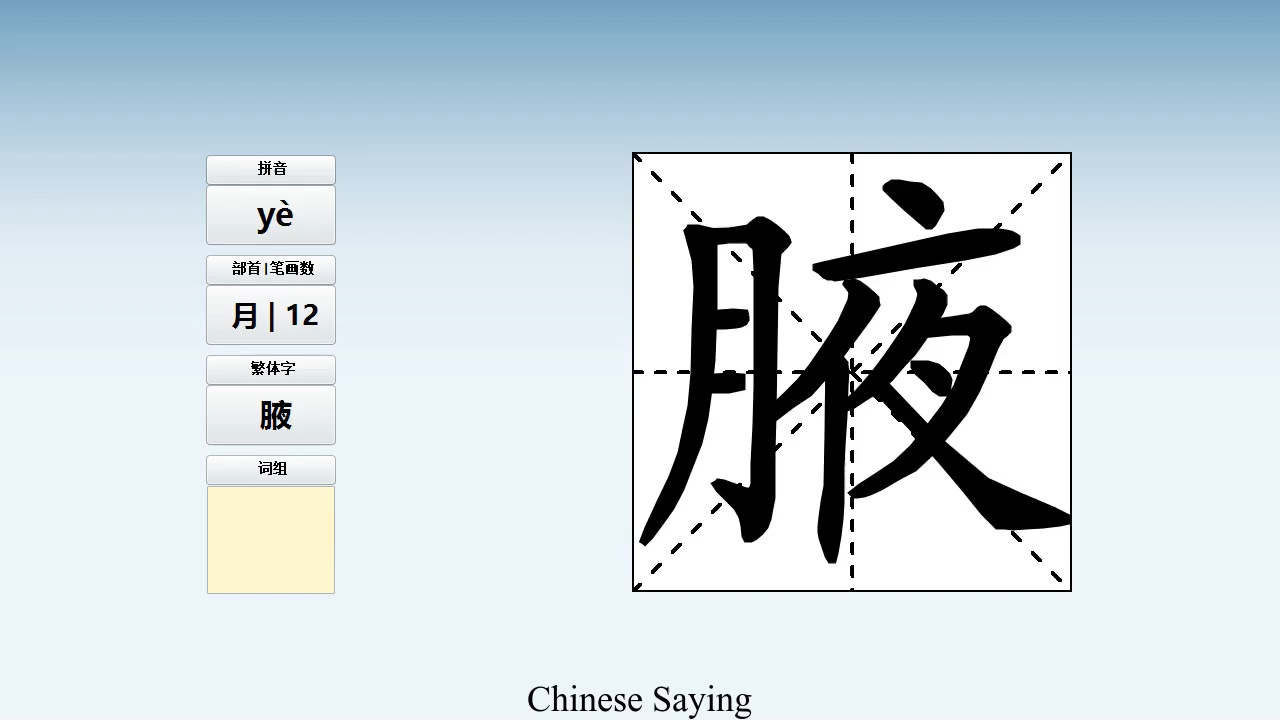 拼音
yè
部首|笔画数
月 | 12
繁体字
腋
词组
腋
Chinese Saying